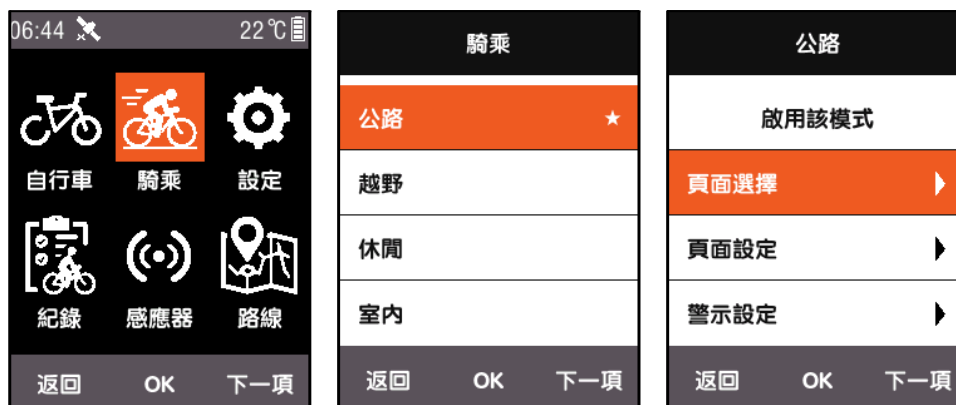 06:44 22℃
自行車 騎乘 設定
紀錄 感應器 路線
返回 OK 下一項
騎乘
公路
越野
休閒
室內
返回 OK 下一項
公路
啟用該模式
頁面選擇
頁面設定
警示設定
返回 OK 下一項